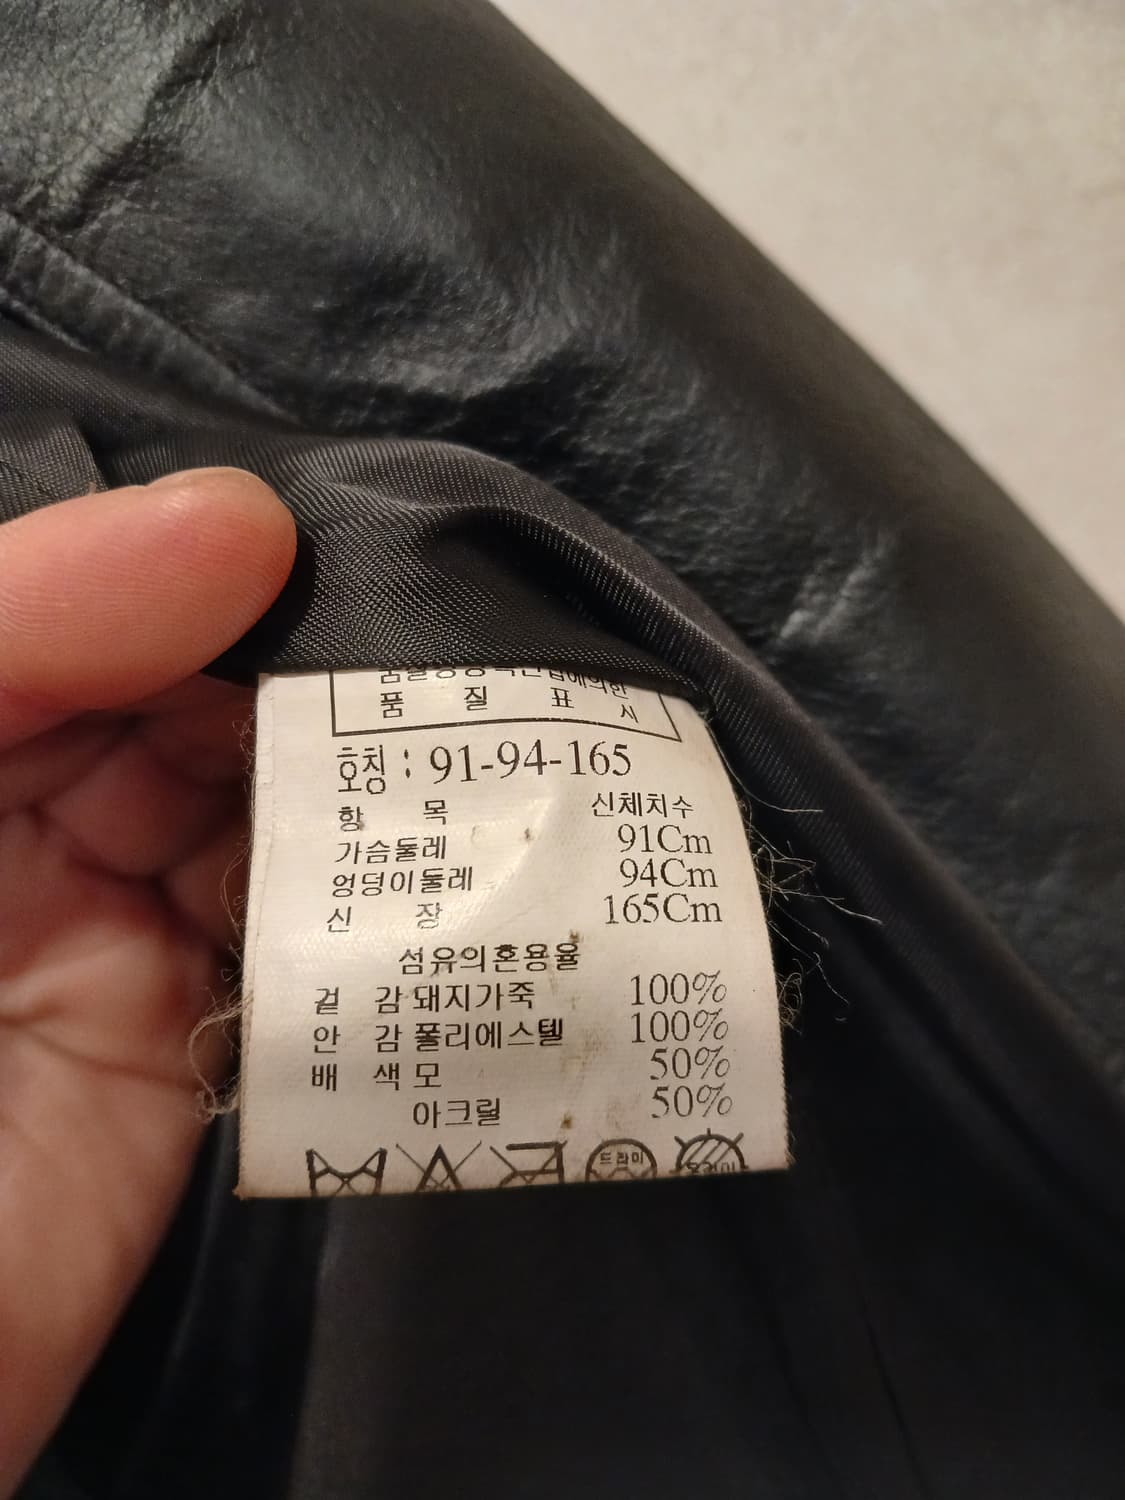 품 질 표 시
호칭 : 91-94-165
항 목 신체치수
가슴둘레 91Cm
엉덩이둘레 94Cm
신 장 165Cm
섬유의혼용율
겉 감 돼지가죽 100%
안 감 폴리에스텔 100%
배 색 모 50%
아크릴 50%
드라이